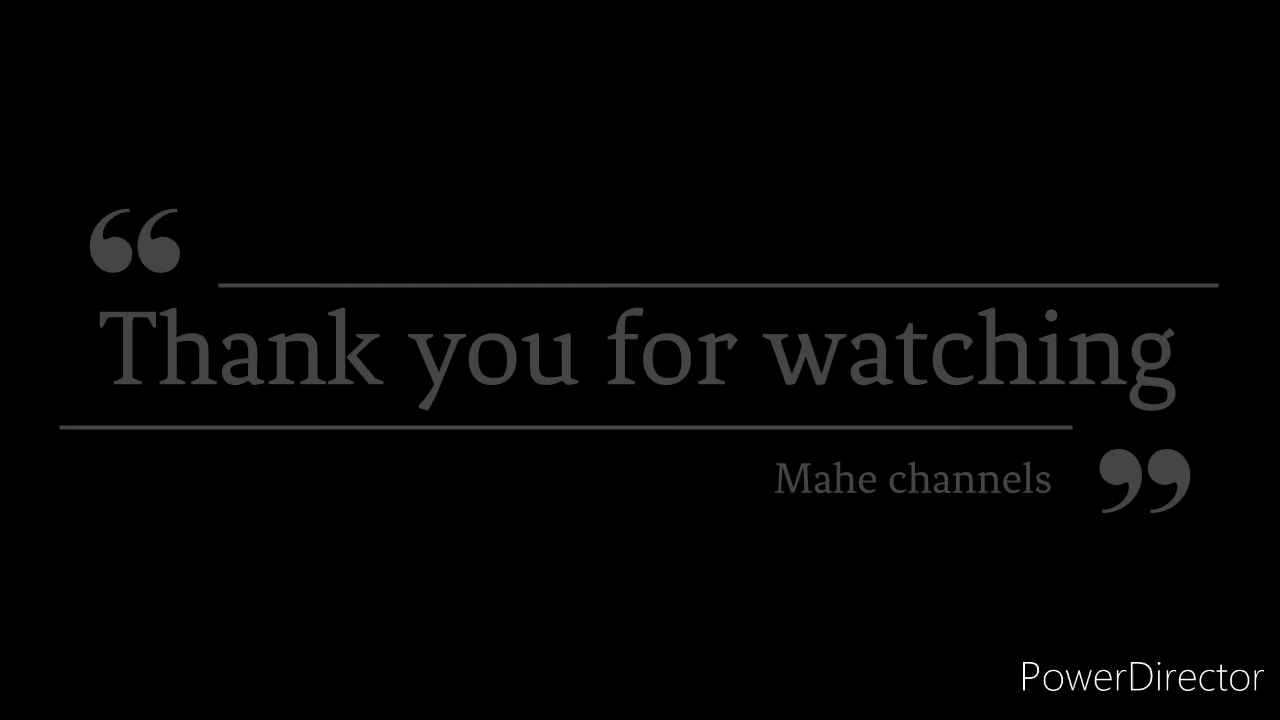 “
Thank you for watching
Mahe channels ”
PowerDirector